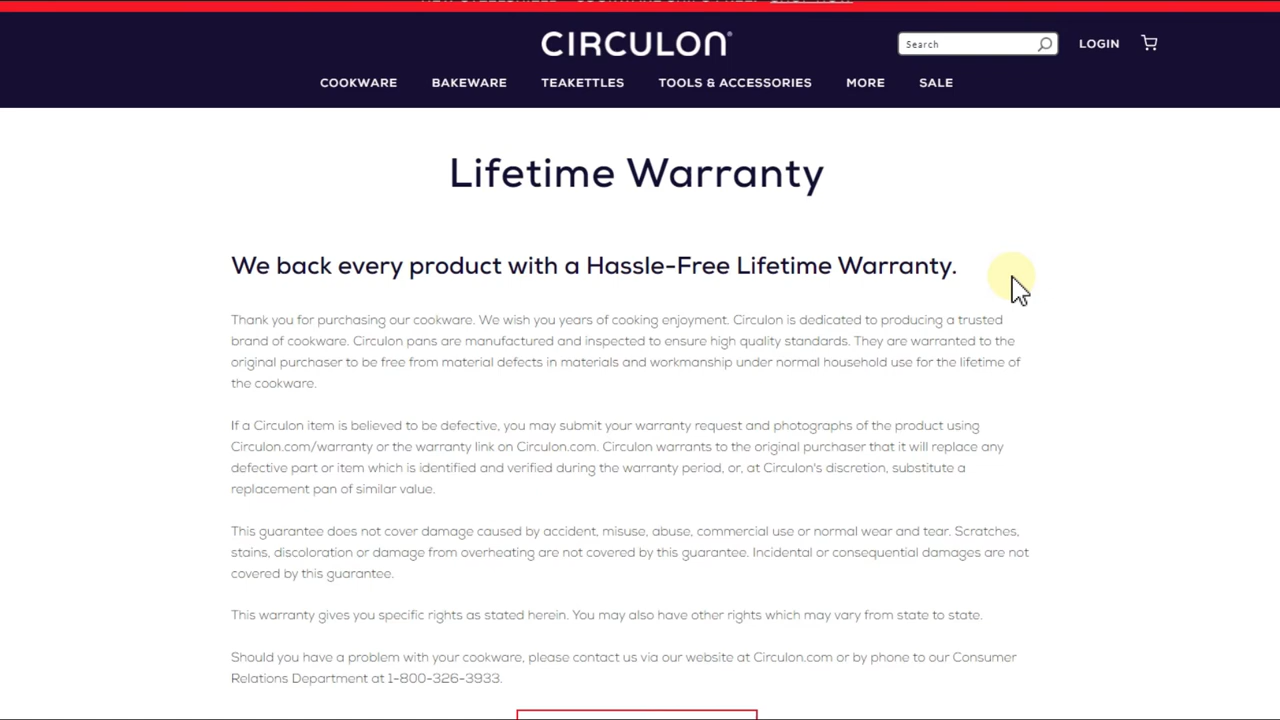 CIRCULON®
Search
LOGIN
COOKWARE BAKEWARE TEAKETTLES TOOLS & ACCESSORIES MORE SALE
Lifetime Warranty
We back every product with a Hassle-Free Lifetime Warranty.
Thank you for purchasing our cookware. We wish you years of cooking enjoyment. Circulon is dedicated to producing a trusted
brand of cookware. Circulon pans are manufactured and inspected to ensure high quality standards. They are warranted to the
original purchaser to be free from material defects in materials and workmanship under normal household use for the lifetime of
the cookware.
If a Circulon item is believed to be defective, you may submit your warranty request and photographs of the product using
Circulon.com/warranty or the warranty link on Circulon.com. Circulon warrants to the original purchaser that it will replace any
defective part or item which is identified and verified during the warranty period, or, at Circulon's discretion, substitute a
replacement pan of similar value.
This guarantee does not cover damage caused by accident, misuse, abuse, commercial use or normal wear and tear. Scratches,
stains, discoloration or damage from overheating are not covered by this guarantee. Incidental or consequential damages are not
covered by this guarantee.
This warranty gives you specific rights as stated herein. You may also have other rights which may vary from state to state.
Should you have a problem with your cookware, please contact us via our website at Circulon.com or by phone to our Consumer
Relations Department at 1-800-326-3933.